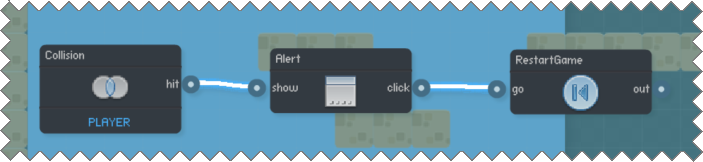 Collision
hit
PLAYER
Alert
show
click
RestartGame
go
out